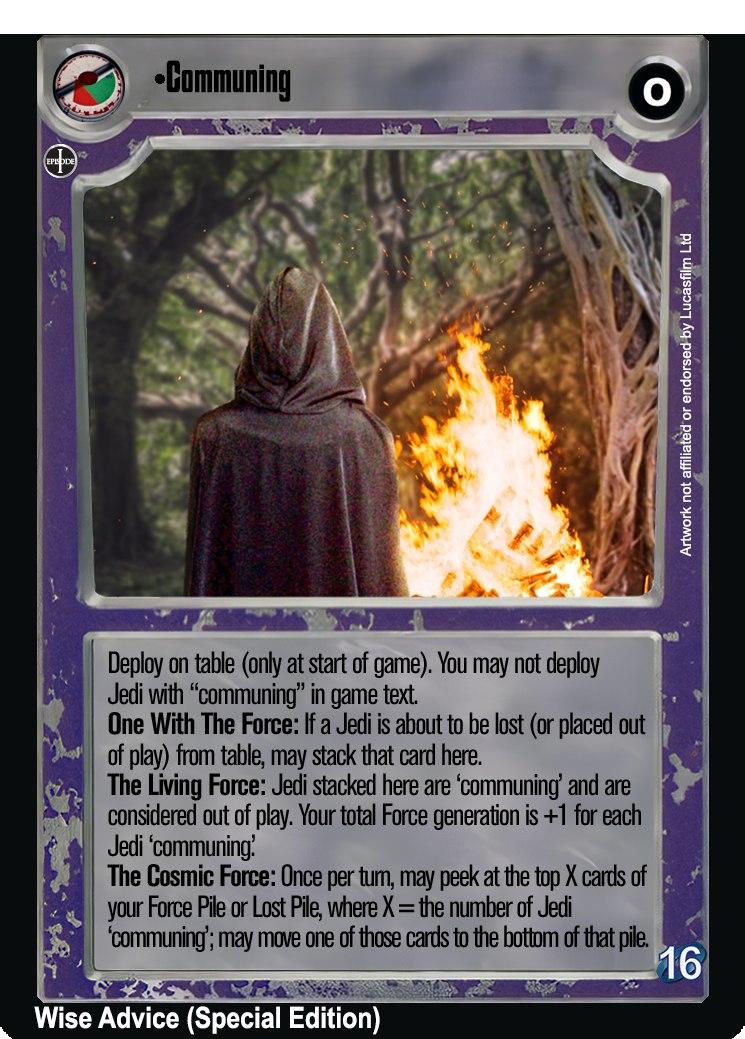 •Communing
0
EPISODE
I
Artwork not affiliated or endorsed by Lucasfilm Ltd
Deploy on table (only at start of game). You may not deploy
Jedi with “communing” in game text.
One With The Force: If a Jedi is about to be lost (or placed out
of play) from table, may stack that card here.
The Living Force: Jedi stacked here are ‘communing’ and are
considered out of play. Your total Force generation is +1 for each
Jedi ‘communing.’
The Cosmic Force: Once per turn, may peek at the top X cards of
your Force Pile or Lost Pile, where X = the number of Jedi
‘communing’; may move one of those cards to the bottom of that pile.
16
Wise Advice (Special Edition)